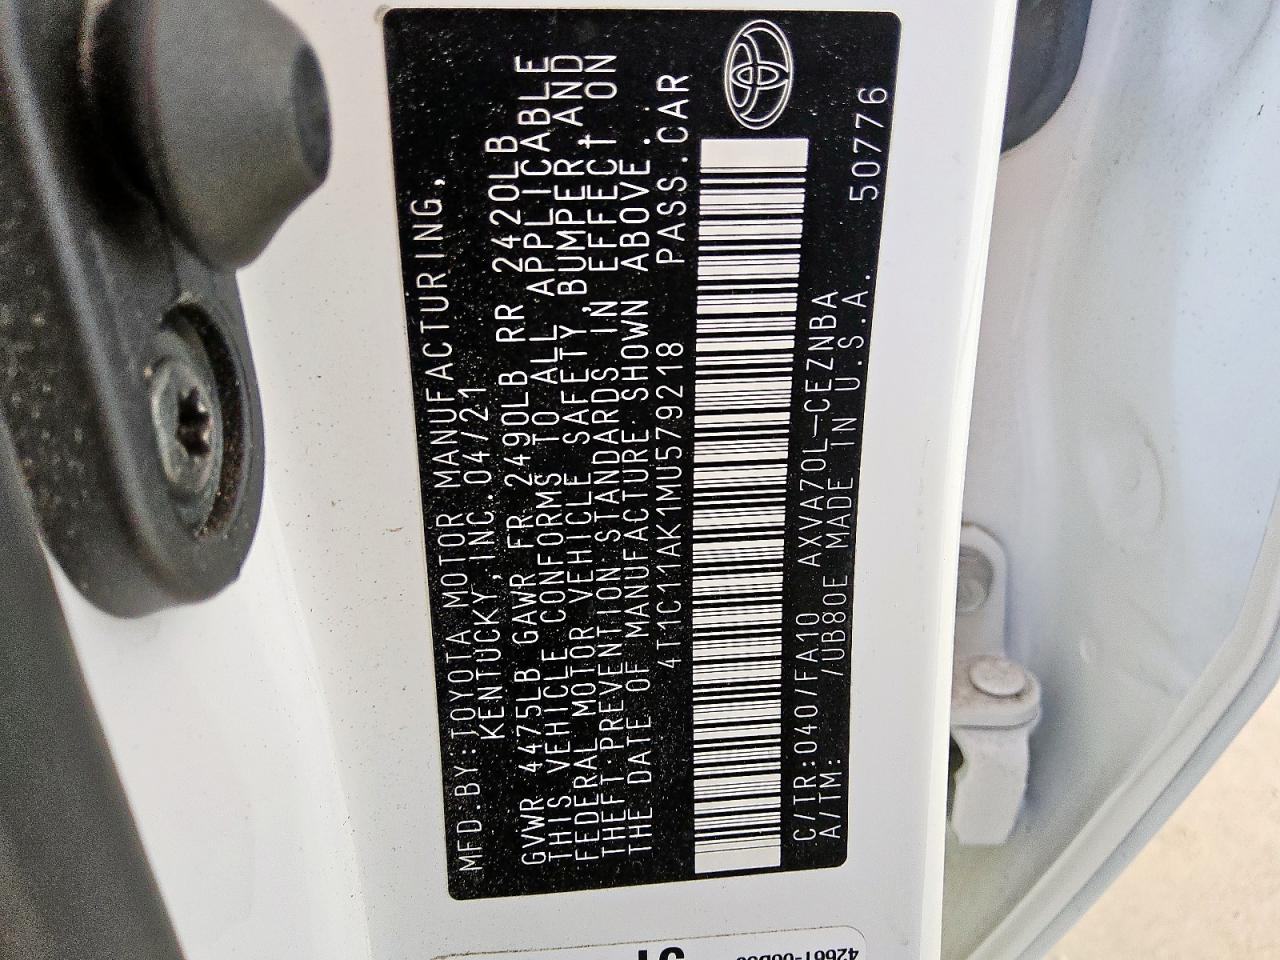 MFD.BY:TOYOTA MOTOR MANUFACTURING,
KENTUCKY,INC.04/21
GVWR 4475LB GAWR FR 2490LB RR 2420LB
THIS VEHICLE CONFORMS TO ALL APPLICABLE
FEDERAL MOTOR VEHICLE SAFETY,BUMPER,AND
THEFT PREVENTION STANDARDS IN EFFECT ON
THE DATE OF MANUFACTURE SHOWN ABOVE.
4T1C11AK1MU579218 PASS.CAR
C/TR:040/FA10 AXVA70L-CEZNBA
A/TM: /UB80E MADE IN U.S.A. 50776